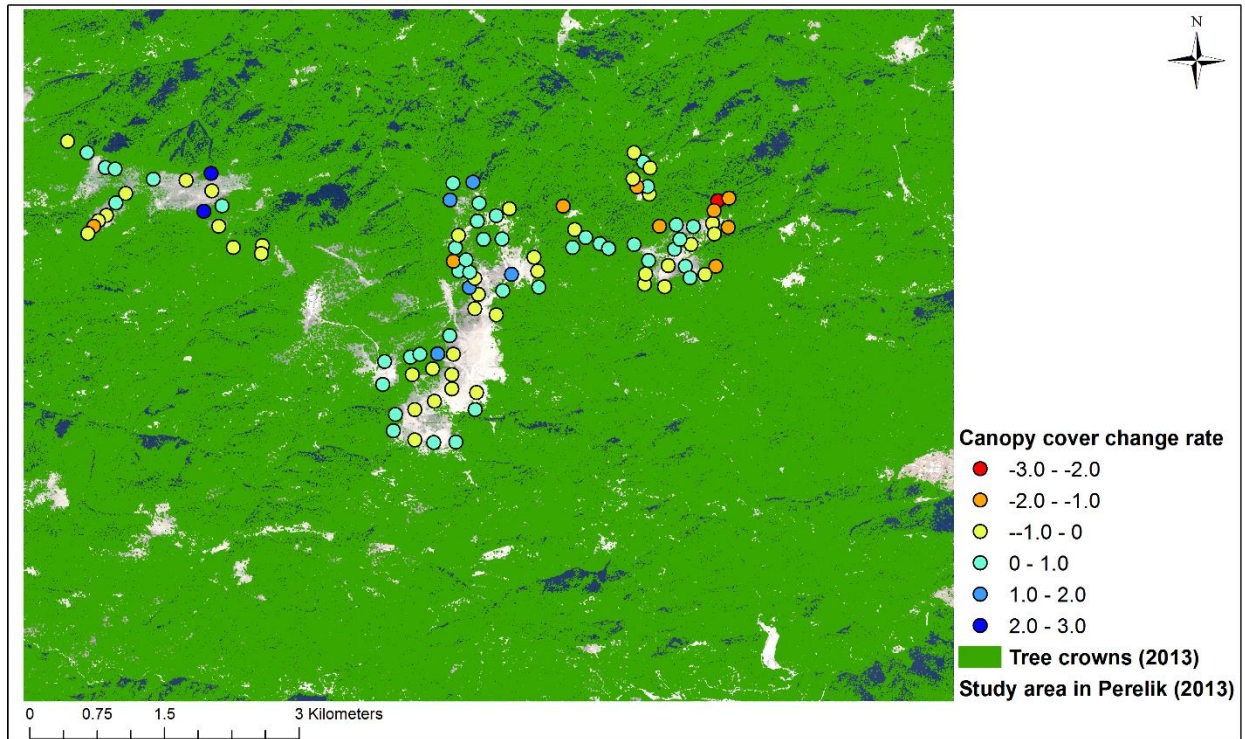 N
Canopy cover change rate
-3.0 - -2.0
-2.0 - -1.0
--1.0 - 0
0 - 1.0
1.0 - 2.0
2.0 - 3.0
Tree crowns (2013)
Study area in Perelik (2013)
0 0.75 1.5 3 Kilometers